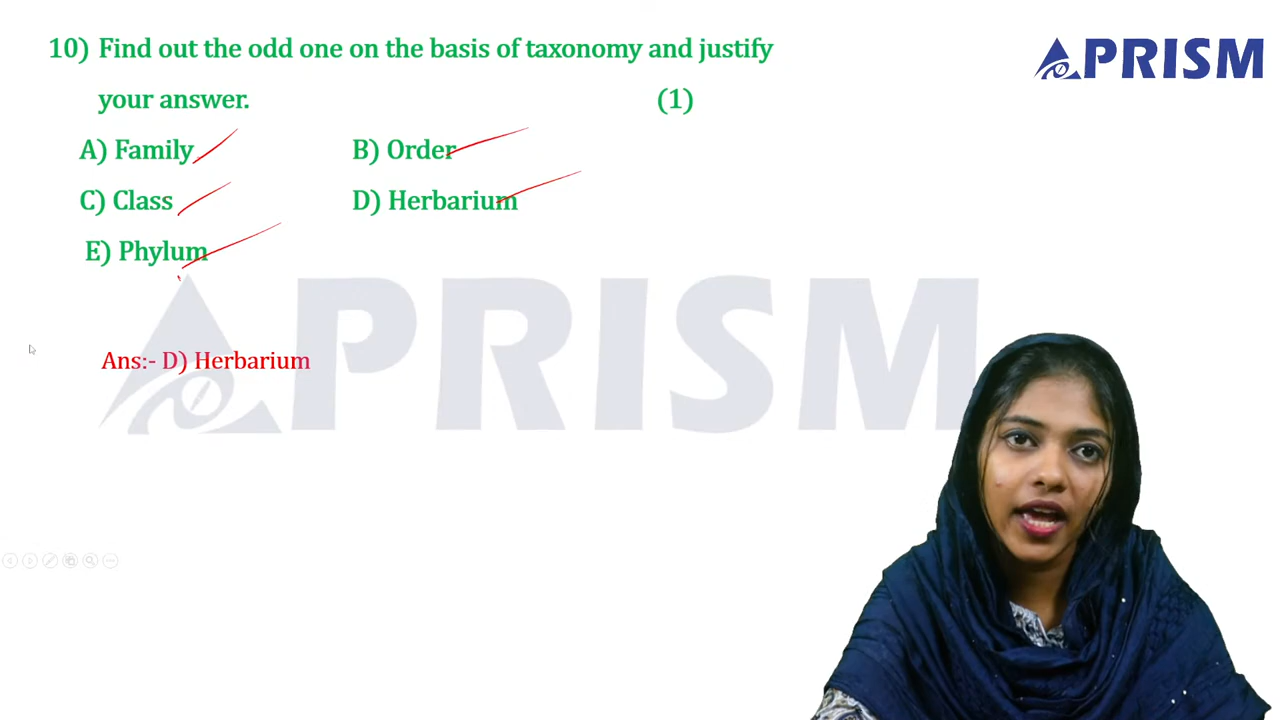 10) Find out the odd one on the basis of taxonomy and justify
your answer. (1)
A) Family B) Order
C) Class D) Herbarium
E) Phylum
Ans:- D) Herbarium
PRISM
PRISM